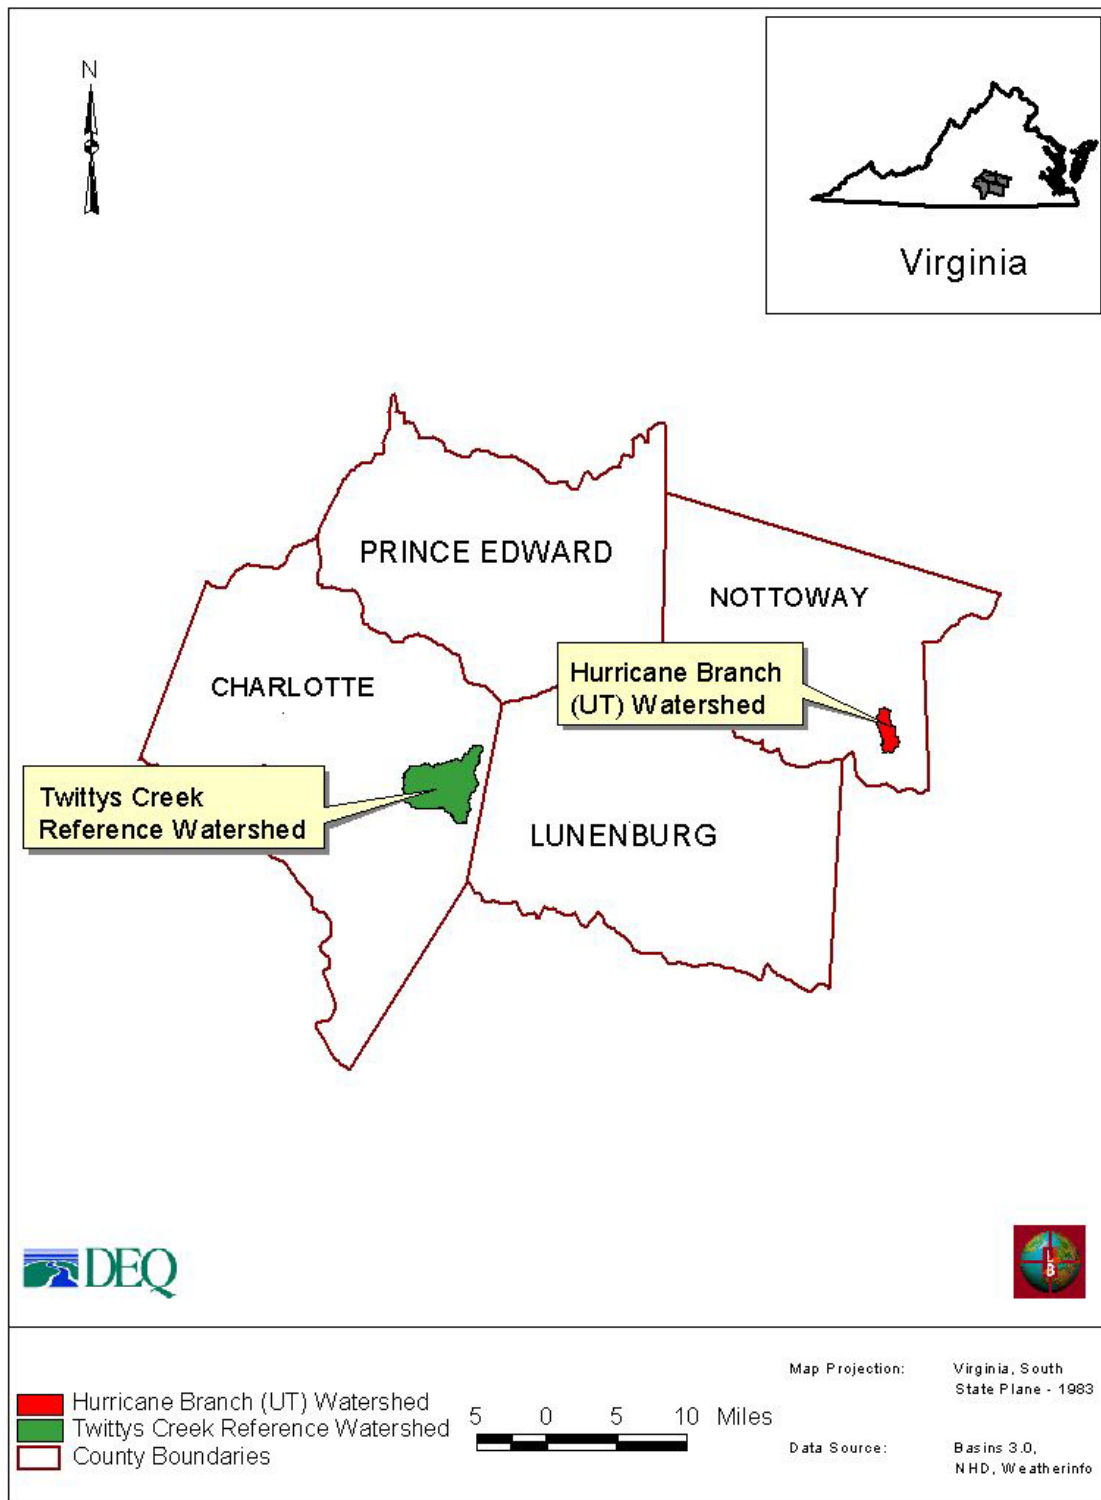 N
Virginia
PRINCE EDWARD
NOTTOWAY
Hurricane Branch
(UT) Watershed
CHARLOTTE
Twittys Creek
Reference Watershed
LUNENBURG
DEQ
L
B
Hurricane Branch (UT) Watershed
Twittys Creek Reference Watershed
County Boundaries
5 0 5 10 Miles
Map Projection: Virginia, South
State Plane - 1983
Data Source: Basins 3.0,
NHD, Weatherinfo